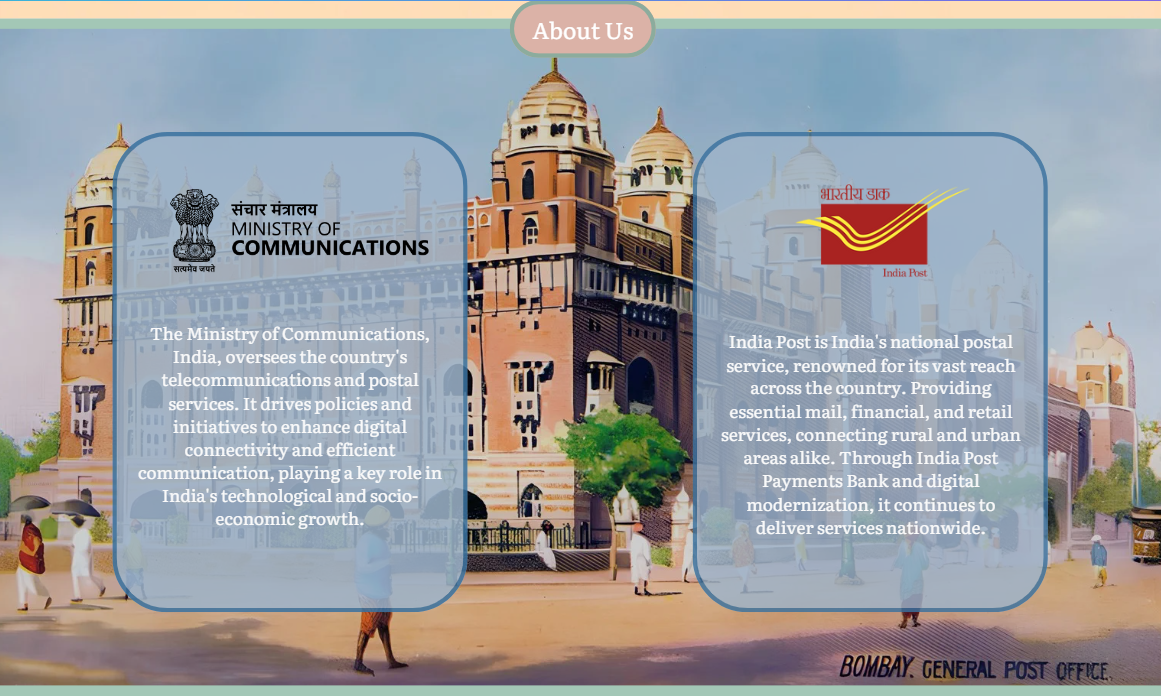 About Us
संचार मंत्रालय
MINISTRY OF
COMMUNICATIONS
सत्यमेव जयते
The Ministry of Communications,
India, oversees the country's
telecommunications and postal
services. It drives policies and
initiatives to enhance digital
connectivity and efficient
communication, playing a key role in
India's technological and socio-
economic growth.
भारतीय डाक
India Post
India Post is India's national postal
service, renowned for its vast reach
across the country. Providing
essential mail, financial, and retail
services, connecting rural and urban
areas alike. Through India Post
Payments Bank and digital
modernization, it continues to
deliver services nationwide.
BOMBAY. GENERAL POST OFFICE.